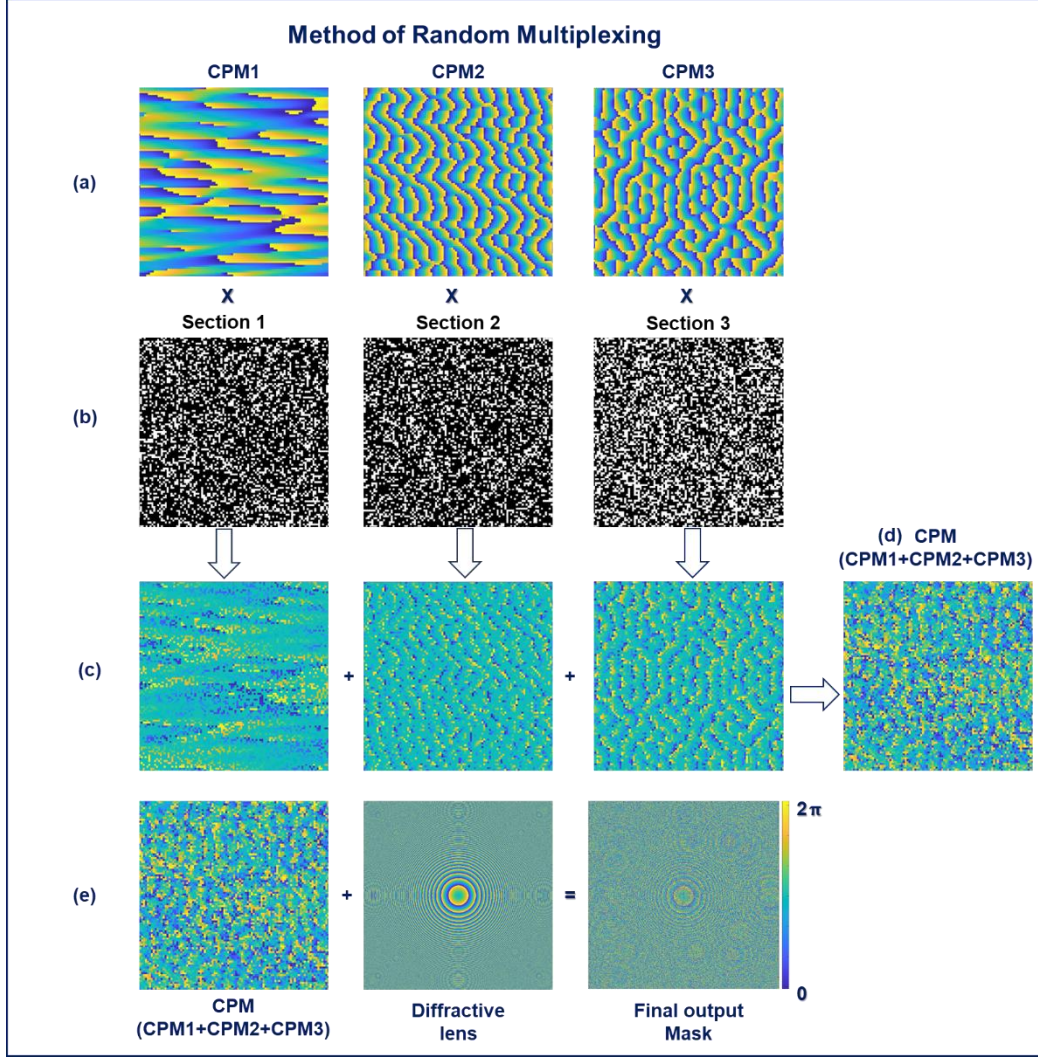 Method of Random Multiplexing
CPM1 CPM2 CPM3
(a)
X X X
Section 1 Section 2 Section 3
(b)
(d) CPM
(CPM1+CPM2+CPM3)
(c) + +
(e) + =
2π
0
CPM
(CPM1+CPM2+CPM3)
Diffractive
lens
Final output
Mask